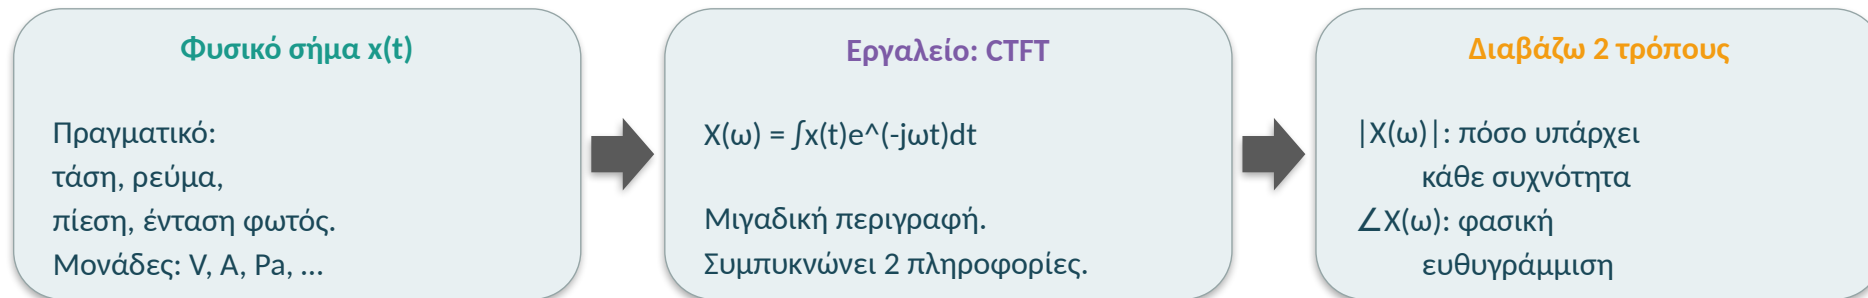 Φυσικό σήμα x(t)
Πραγματικό:
τάση, ρεύμα,
πίεση, ένταση φωτός.
Μονάδες: V, A, Pa, ...
Εργαλείο: CTFT
X(ω) = ∫x(t)e^(-jωt)dt
Μιγαδική περιγραφή.
Συμπυκνώνει 2 πληροφορίες.
Διαβάζω 2 τρόπους
|X(ω)|: πόσο υπάρχει
κάθε συχνότητα
∠X(ω): φασική
ευθυγράμμιση